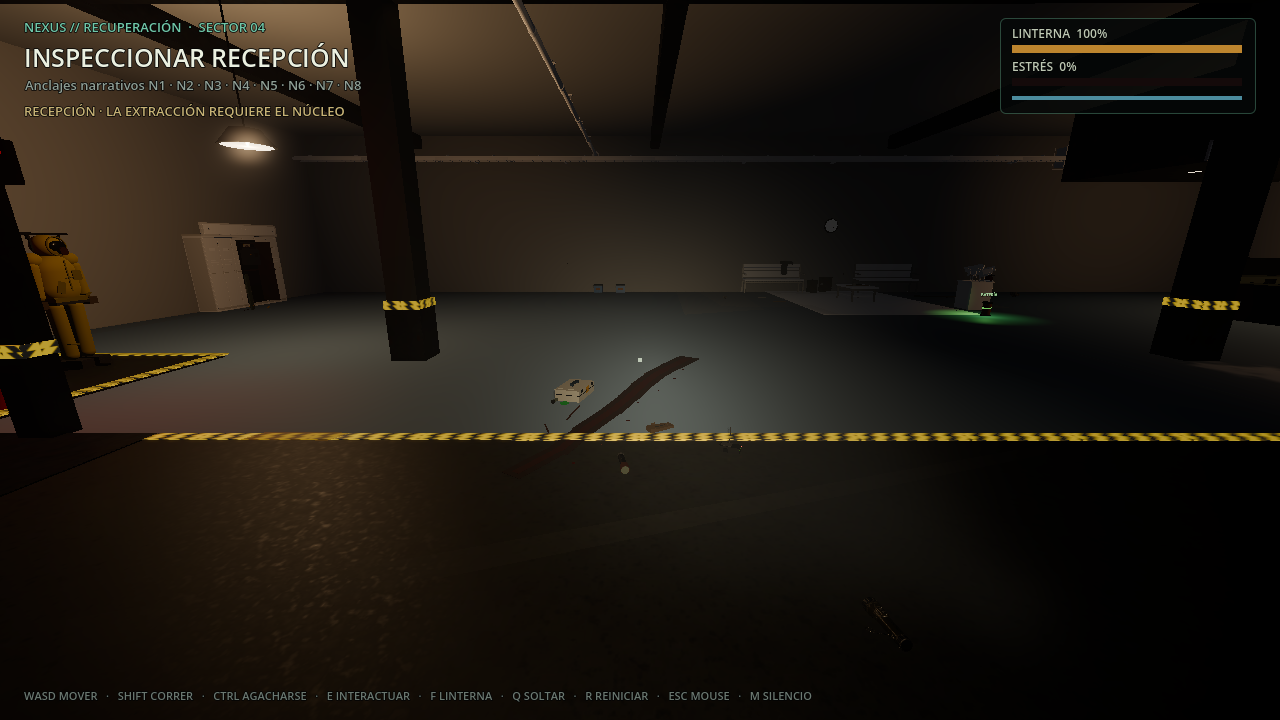 NEXUS // RECUPERACIÓN · SECTOR 04
INSPECCIONAR RECEPCIÓN
Anclajes narrativos N1 · N2 · N3 · N4 · N5 · N6 · N7 · N8
RECEPCIÓN · LA EXTRACCIÓN REQUIERE EL NÚCLEO
LINTERNA 100%
ESTRÉS 0%
WASD MOVER · SHIFT CORRER · CTRL AGACHARSE · E INTERACTUAR · F LINTERNA · Q SOLTAR · R REINICIAR · ESC MOUSE · M SILENCIO